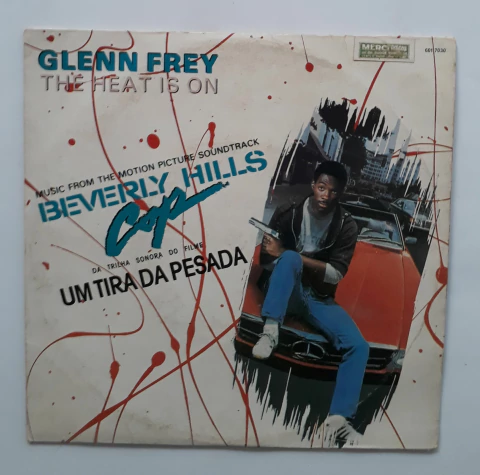 GLENN FREY
THE HEAT IS ON
MUSIC FROM THE MOTION PICTURE SOUNDTRACK
BEVERLY HILLS
Cop
DA TRILHA SONORA DO FILME
UM TIRA DA PESADA